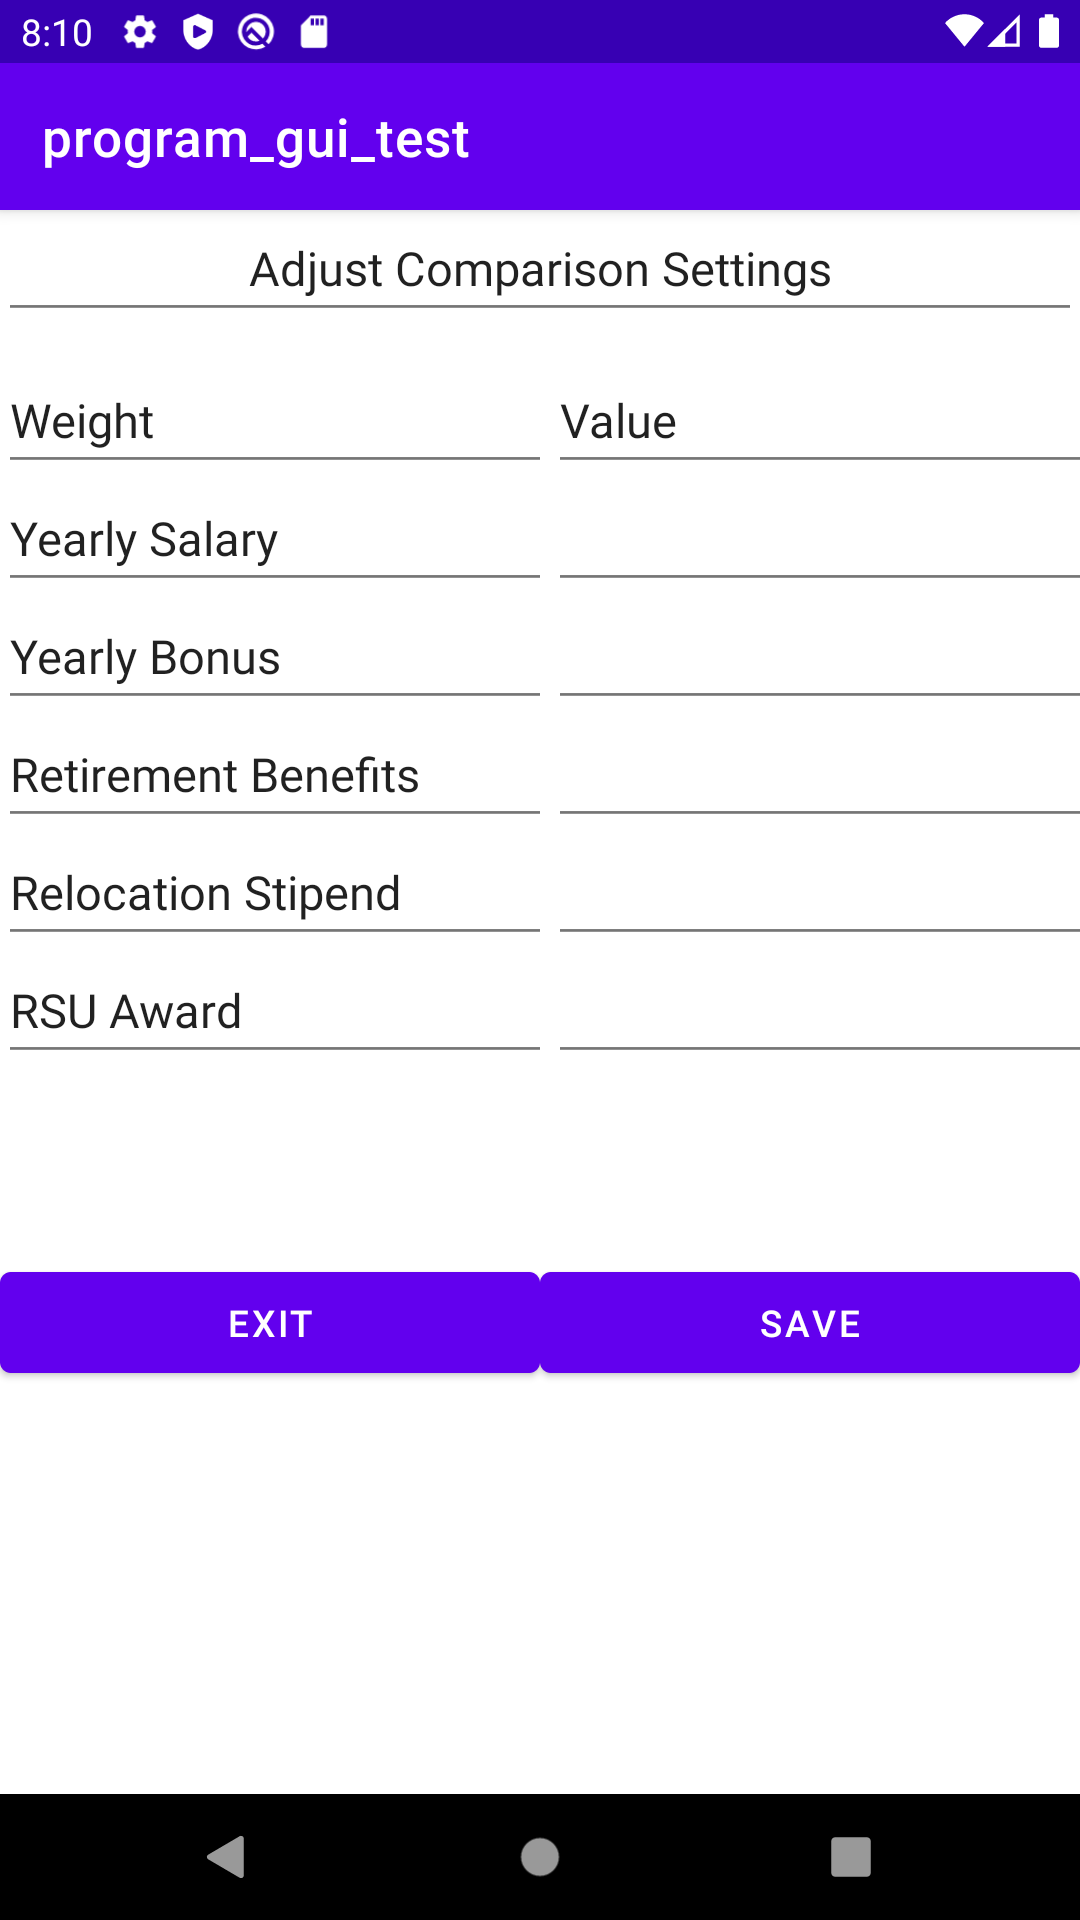 8:10
program_gui_test
Adjust Comparison Settings
Weight Value
Yearly Salary
Yearly Bonus
Retirement Benefits
Relocation Stipend
RSU Award
EXIT SAVE